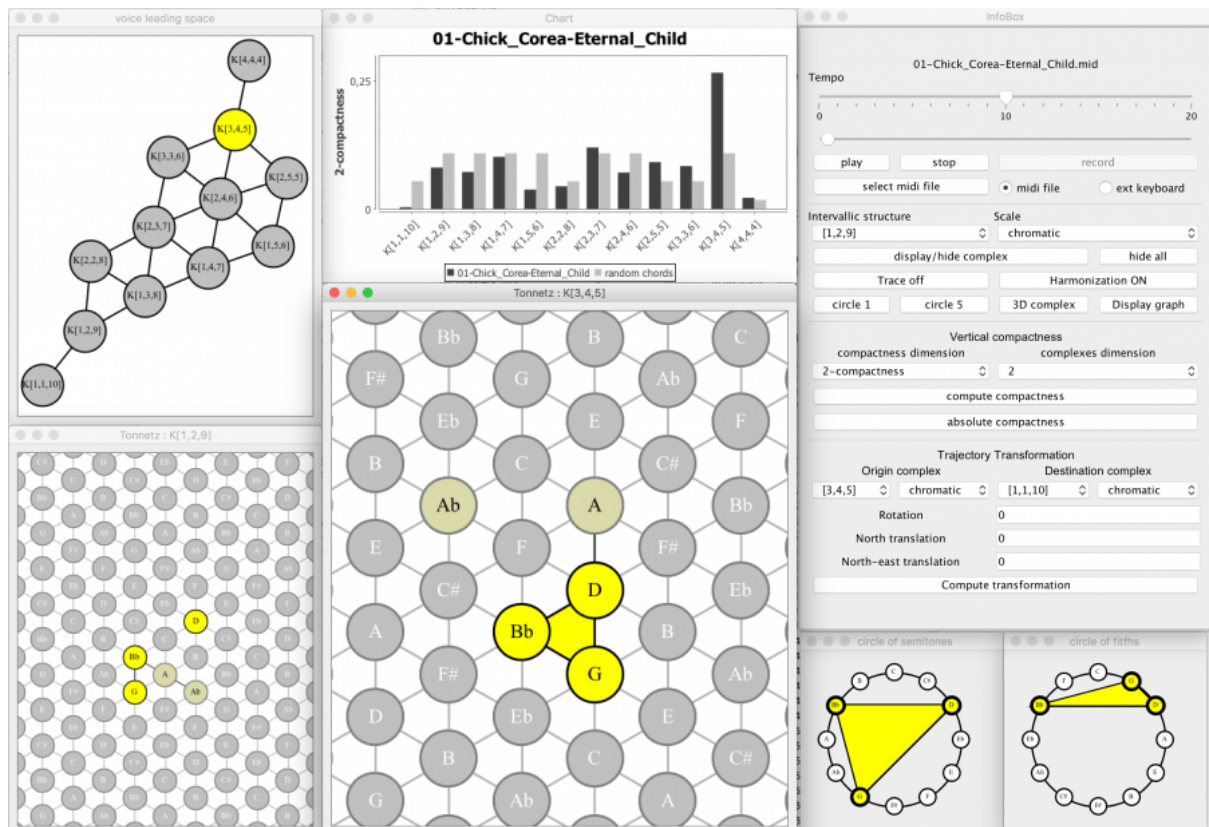 voice leading space
K[4,4,4]
K[3,4,5]
K[3,3,6]
K[2,5,5]
K[2,4,6]
K[2,3,7]
K[1,5,6]
K[2,2,8]
K[1,4,7]
K[1,3,8]
K[1,2,9]
K[1,1,10]
Chart
01-Chick_Corea-Eternal_Child
2-compactness
0,25
0
K[1,1,10] K[1,2,9] K[1,3,8] K[1,4,7] K[1,5,6] K[2,2,8] K[2,3,7] K[2,4,6] K[2,5,5] K[3,3,6] K[3,4,5] K[4,4,4]
01-Chick_Corea-Eternal_Child random chords
Tonnetz : K[1,2,9]
D
Bb
A
G Ab
Tonnetz : K[3,4,5]
Bb B C
F# G Ab
Eb E F
B C C#
Ab A Bb
E F F#
C# D Eb
A Bb B
F# G Ab
D Eb E
B C C#
G Ab A
InfoBox
01-Chick_Corea-Eternal_Child.mid
Tempo
0 10 20
play stop record
select midi file midi file ext keyboard
Intervallic structure Scale
[1,2,9] chromatic
display/hide complex hide all
Trace off Harmonization ON
circle 1 circle 5 3D complex Display graph
Vertical compactness
compactness dimension complexes dimension
2-compactness 2
compute compactness
absolute compactness
Trajectory Transformation
Origin complex Destination complex
[3,4,5] chromatic [1,1,10] chromatic
Rotation 0
North translation 0
North-east translation 0
Compute transformation
circle of semitones
C
B C#
Bb D
A Eb
Ab E
G F
F#
circle of fitfhs
C
F G
Bb D
Eb A
Ab E
C# B
F#